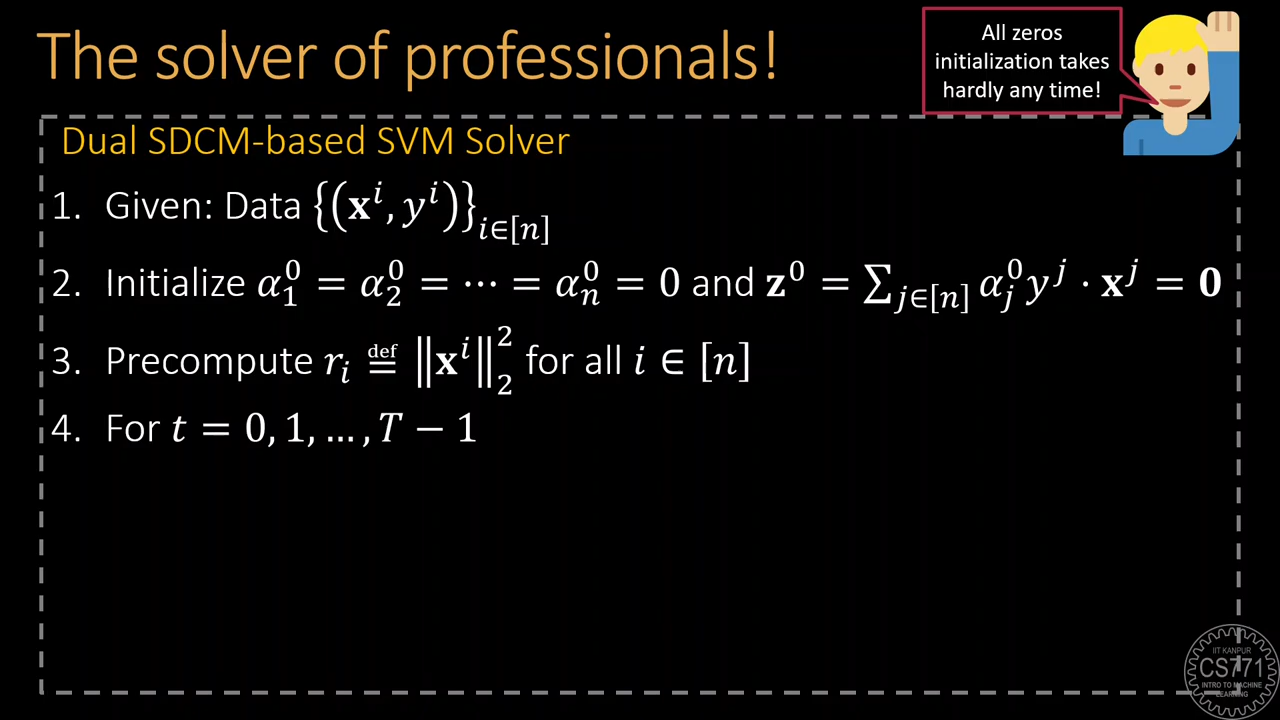 The solver of professionals!
All zeros
initialization takes
hardly any time!
Dual SDCM-based SVM Solver
1. Given: Data {(𝐱ⁱ, yⁱ)}_{i∈[n]}
2. Initialize α₁⁰ = α₂⁰ = ⋯ = αₙ⁰ = 0 and 𝐳⁰ = ∑_{j∈[n]} αⱼ⁰yʲ · 𝐱ʲ = 𝟎
3. Precompute rᵢ ≝ ‖𝐱ⁱ‖₂² for all i ∈ [n]
4. For t = 0, 1, …, T − 1
IIT KANPUR
CS771
INTRO TO MACHINE
LEARNING